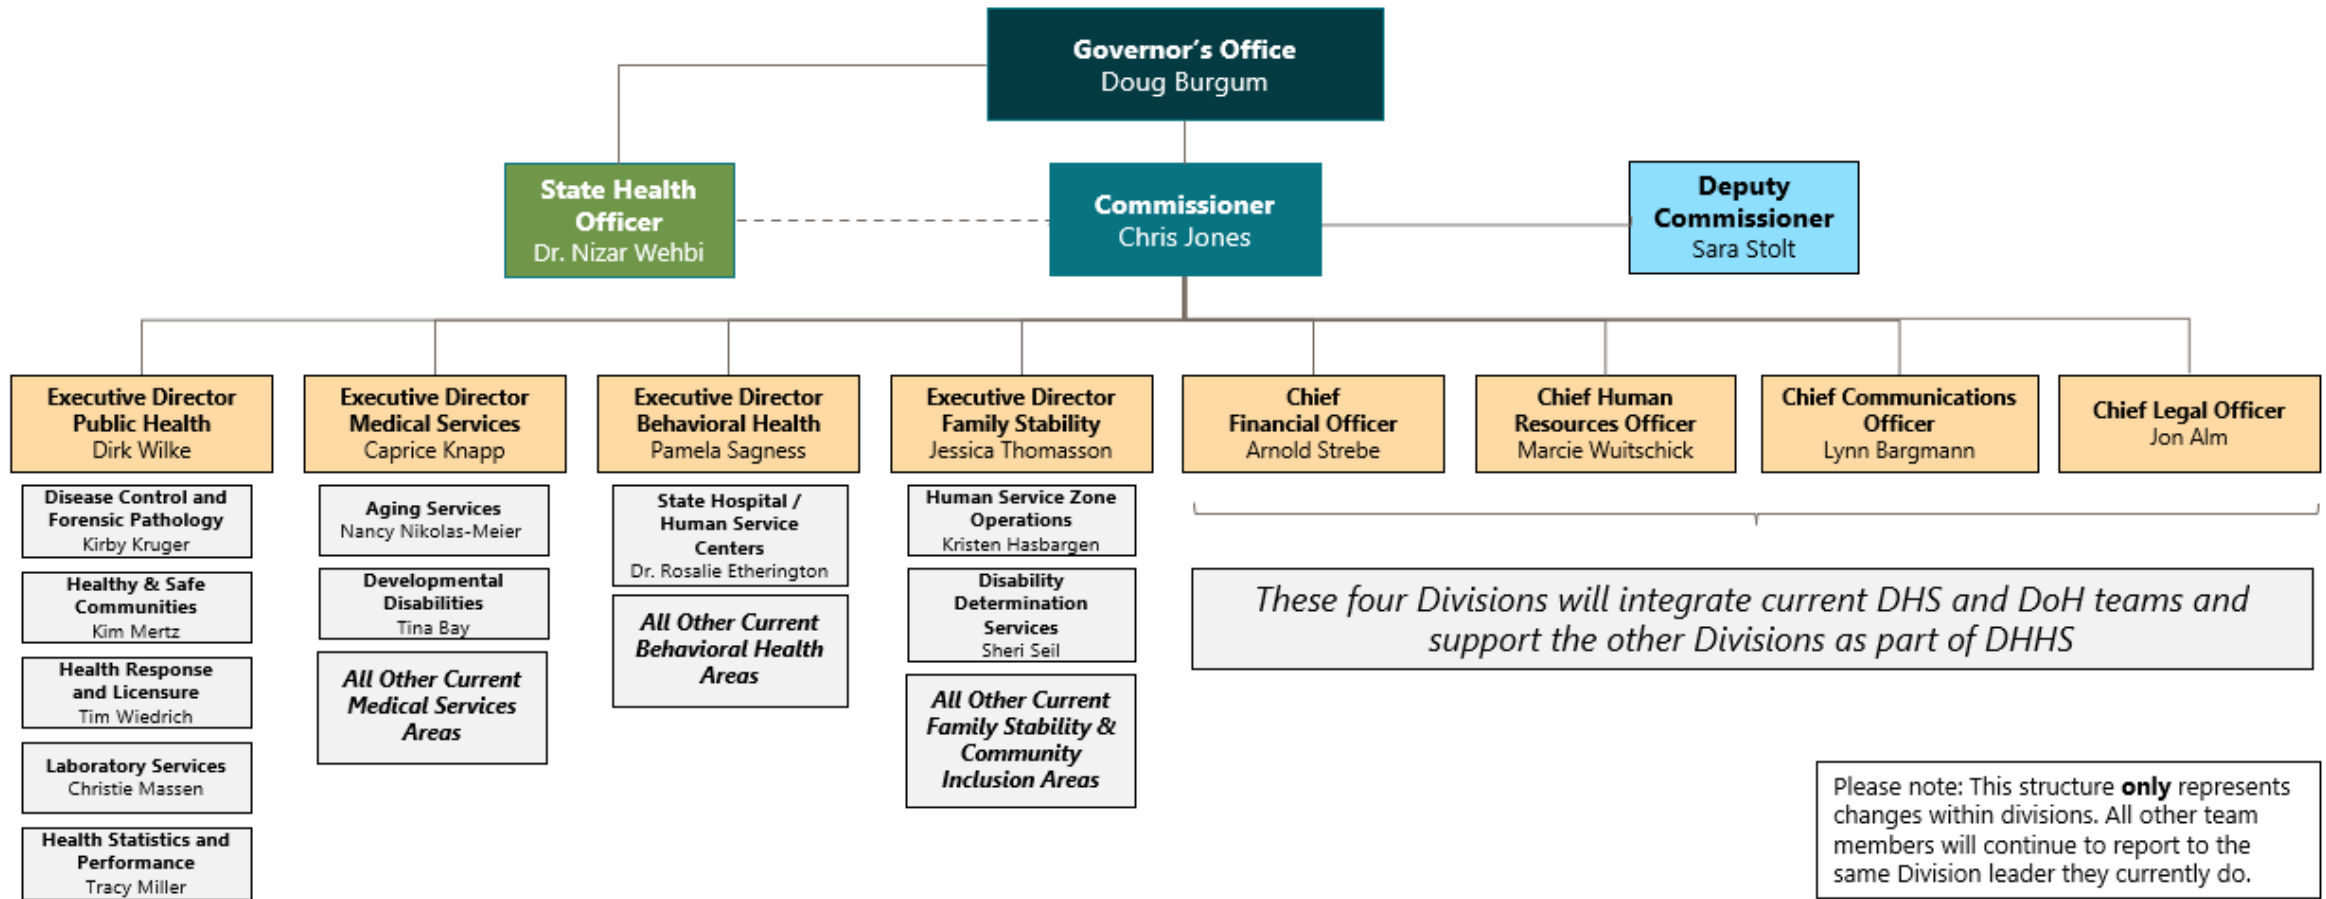 Governor’s Office
Doug Burgum
State Health
Officer
Dr. Nizar Wehbi
Commissioner
Chris Jones
Deputy
Commissioner
Sara Stolt
Executive Director
Public Health
Dirk Wilke
Executive Director
Medical Services
Caprice Knapp
Executive Director
Behavioral Health
Pamela Sagness
Executive Director
Family Stability
Jessica Thomasson
Chief
Financial Officer
Arnold Strebe
Chief Human
Resources Officer
Marcie Wuitschick
Chief Communications
Officer
Lynn Bargmann
Chief Legal Officer
Jon Alm
Disease Control and
Forensic Pathology
Kirby Kruger
Healthy & Safe
Communities
Kim Mertz
Health Response
and Licensure
Tim Wiedrich
Laboratory Services
Christie Massen
Health Statistics and
Performance
Tracy Miller
Aging Services
Nancy Nikolas-Meier
Developmental
Disabilities
Tina Bay
All Other Current
Medical Services
Areas
State Hospital /
Human Service
Centers
Dr. Rosalie Etherington
All Other Current
Behavioral Health
Areas
Human Service Zone
Operations
Kristen Hasbargen
Disability
Determination
Services
Sheri Seil
All Other Current
Family Stability &
Community
Inclusion Areas
These four Divisions will integrate current DHS and DoH teams and
support the other Divisions as part of DHHS
Please note: This structure only represents
changes within divisions. All other team
members will continue to report to the
same Division leader they currently do.